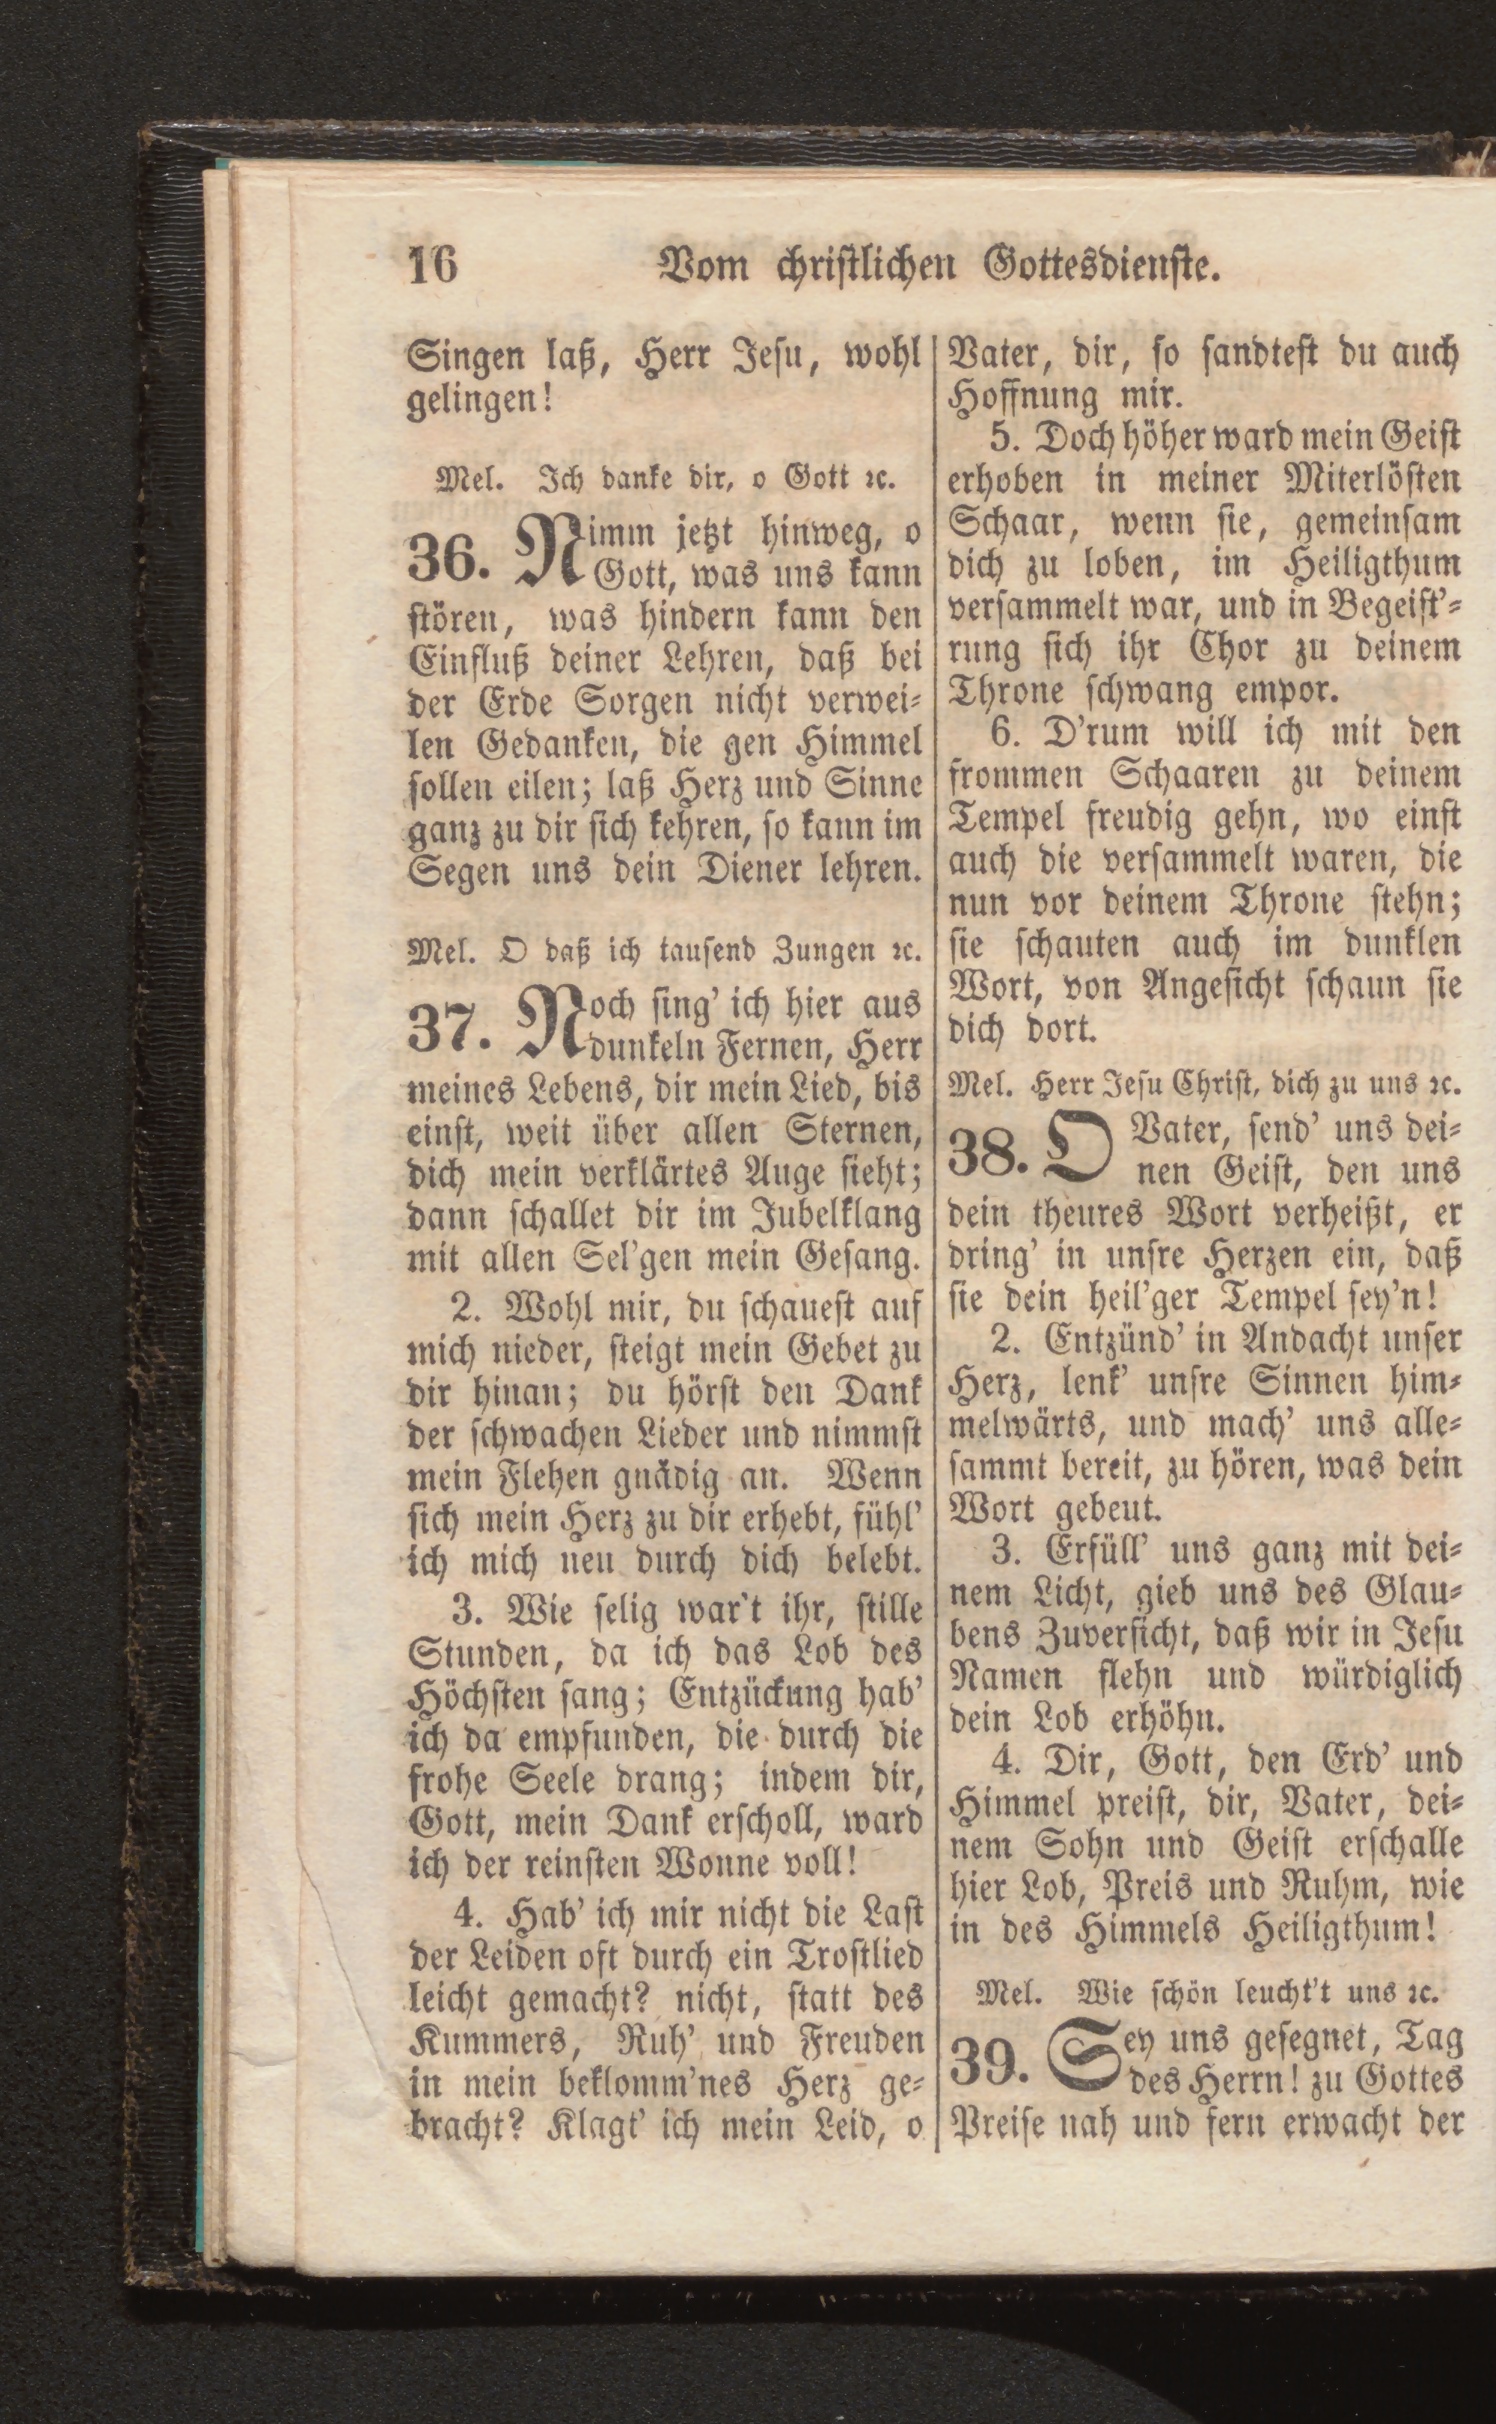 16 Vom christlichen Gottesdienste.
Singen laß, Herr Jesu, wohl
gelingen!
Mel. Ich danke dir, o Gott ꝛc.
36. Nimm jetzt hinweg, o
Gott, was uns kann
stören, was hindern kann den
Einfluß deiner Lehren, daß bei
der Erde Sorgen nicht verwei-
len Gedanken, die gen Himmel
sollen eilen; laß Herz und Sinne
ganz zu dir sich kehren, so kann im
Segen uns dein Diener lehren.
Mel. O daß ich tausend Zungen ꝛc.
37. Noch sing' ich hier aus
dunkeln Fernen, Herr
meines Lebens, dir mein Lied, bis
einst, weit über allen Sternen,
dich mein verklärtes Auge sieht;
dann schallet dir im Jubelklang
mit allen Sel'gen mein Gesang.
2. Wohl mir, du schauest auf
mich nieder, steigt mein Gebet zu
dir hinan; du hörst den Dank
der schwachen Lieder und nimmst
mein Flehen gnädig an. Wenn
sich mein Herz zu dir erhebt, fühl'
ich mich neu durch dich belebt.
3. Wie selig war't ihr, stille
Stunden, da ich das Lob des
Höchsten sang; Entzückung hab'
ich da empfunden, die durch die
frohe Seele drang; indem dir,
Gott, mein Dank erscholl, ward
ich der reinsten Wonne voll!
4. Hab' ich mir nicht die Last
der Leiden oft durch ein Trostlied
leicht gemacht? nicht, statt des
Kummers, Ruh' und Freuden
in mein beklomm'nes Herz ge-
bracht? Klagt' ich mein Leid, o
Vater, dir, so sandtest du auch
Hoffnung mir.
5. Doch höher ward mein Geist
erhoben in meiner Miterlösten
Schaar, wenn sie, gemeinsam
dich zu loben, im Heiligthum
versammelt war, und in Begeist'-
rung sich ihr Chor zu deinem
Throne schwang empor.
6. D'rum will ich mit den
frommen Schaaren zu deinem
Tempel freudig gehn, wo einst
auch die versammelt waren, die
nun vor deinem Throne stehn;
sie schauten auch im dunklen
Wort, von Angesicht schaun sie
dich dort.
Mel. Herr Jesu Christ, dich zu uns ꝛc.
38. O Vater, send' uns dei-
nen Geist, den uns
dein theures Wort verheißt, er
dring' in unsre Herzen ein, daß
sie dein heil'ger Tempel sey'n!
2. Entzünd' in Andacht unser
Herz, lenk' unsre Sinnen him-
melwärts, und mach' uns alle-
sammt bereit, zu hören, was dein
Wort gebeut.
3. Erfüll' uns ganz mit dei-
nem Licht, gieb uns des Glau-
bens Zuversicht, daß wir in Jesu
Namen flehn und würdiglich
dein Lob erhöhn.
4. Dir, Gott, den Erd' und
Himmel preist, dir, Vater, dei-
nem Sohn und Geist erschalle
hier Lob, Preis und Ruhm, wie
in des Himmels Heiligthum!
Mel. Wie schön leucht't uns ꝛc.
39. Sey uns gesegnet, Tag
des Herrn! zu Gottes
Preise nah und fern erwacht der